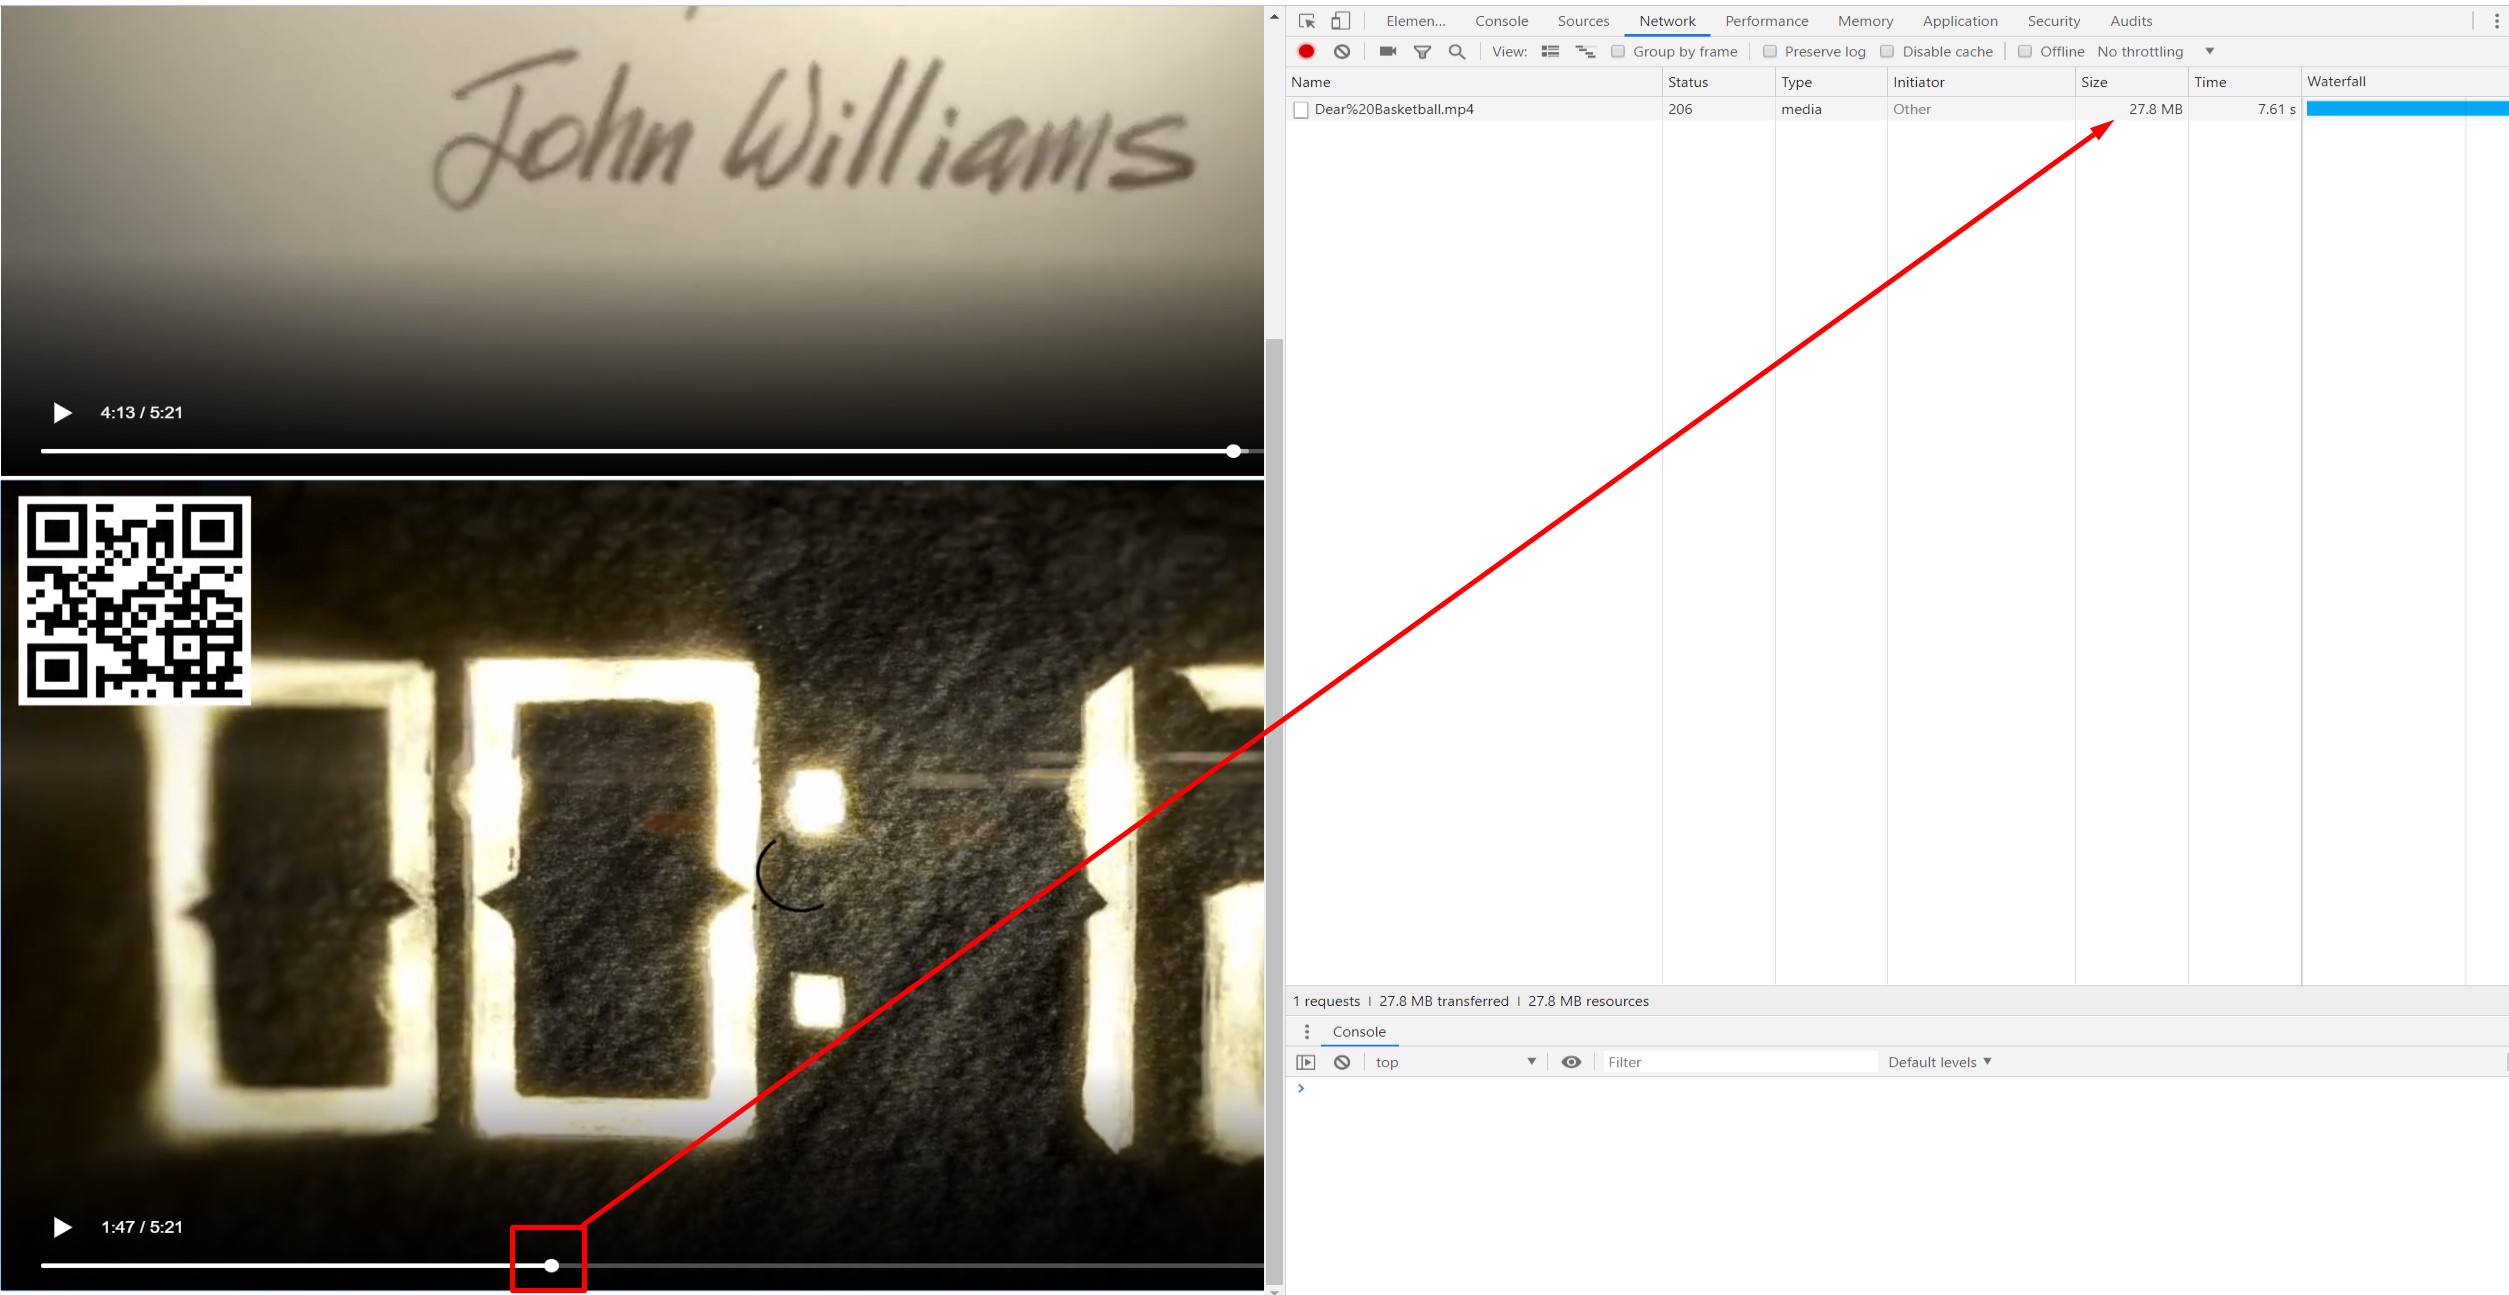 John Williams
4:13 / 5:21
00:
1:47 / 5:21
Elemen... Console Sources Network Performance Memory Application Security Audits
View: Group by frame Preserve log Disable cache Offline No throttling
Name Status Type Initiator Size Time Waterfall
Dear%20Basketball.mp4 206 media Other 27.8 MB 7.61 s
1 requests | 27.8 MB transferred | 27.8 MB resources
Console
top Filter Default levels